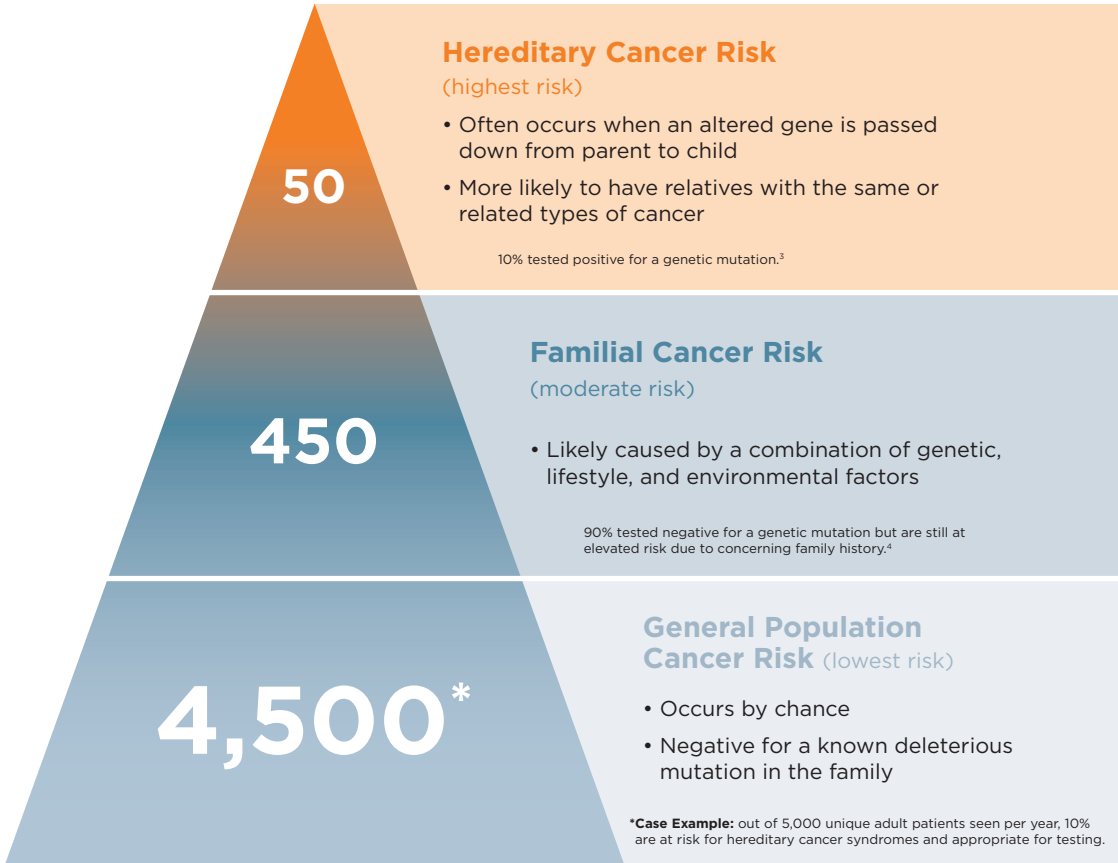 Hereditary Cancer Risk
(highest risk)
• Often occurs when an altered gene is passed
down from parent to child
• More likely to have relatives with the same or
related types of cancer
10% tested positive for a genetic mutation.³
50
Familial Cancer Risk
(moderate risk)
• Likely caused by a combination of genetic,
lifestyle, and environmental factors
90% tested negative for a genetic mutation but are still at
elevated risk due to concerning family history.⁴
450
General Population
Cancer Risk (lowest risk)
• Occurs by chance
• Negative for a known deleterious
mutation in the family
4,500*
*Case Example: out of 5,000 unique adult patients seen per year, 10%
are at risk for hereditary cancer syndromes and appropriate for testing.